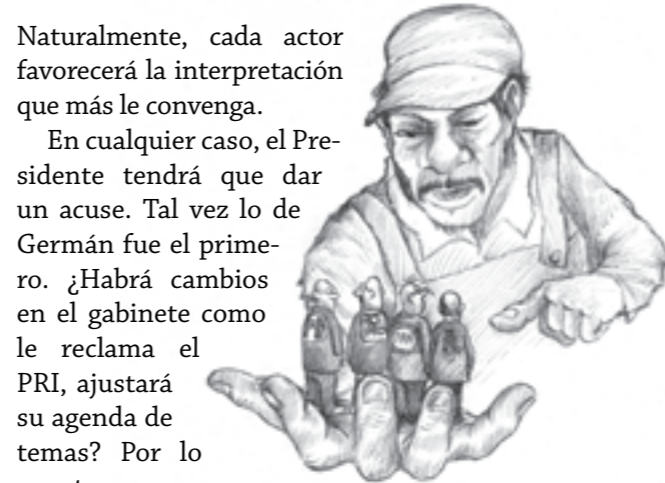 Naturalmente, cada actor
favorecerá la interpretación
que más le convenga.
En cualquier caso, el Pre-
sidente tendrá que dar
un acuse. Tal vez lo de
Germán fue el prime-
ro. ¿Habrá cambios
en el gabinete como
le reclama el
PRI, ajustará
su agenda de
temas? Por lo